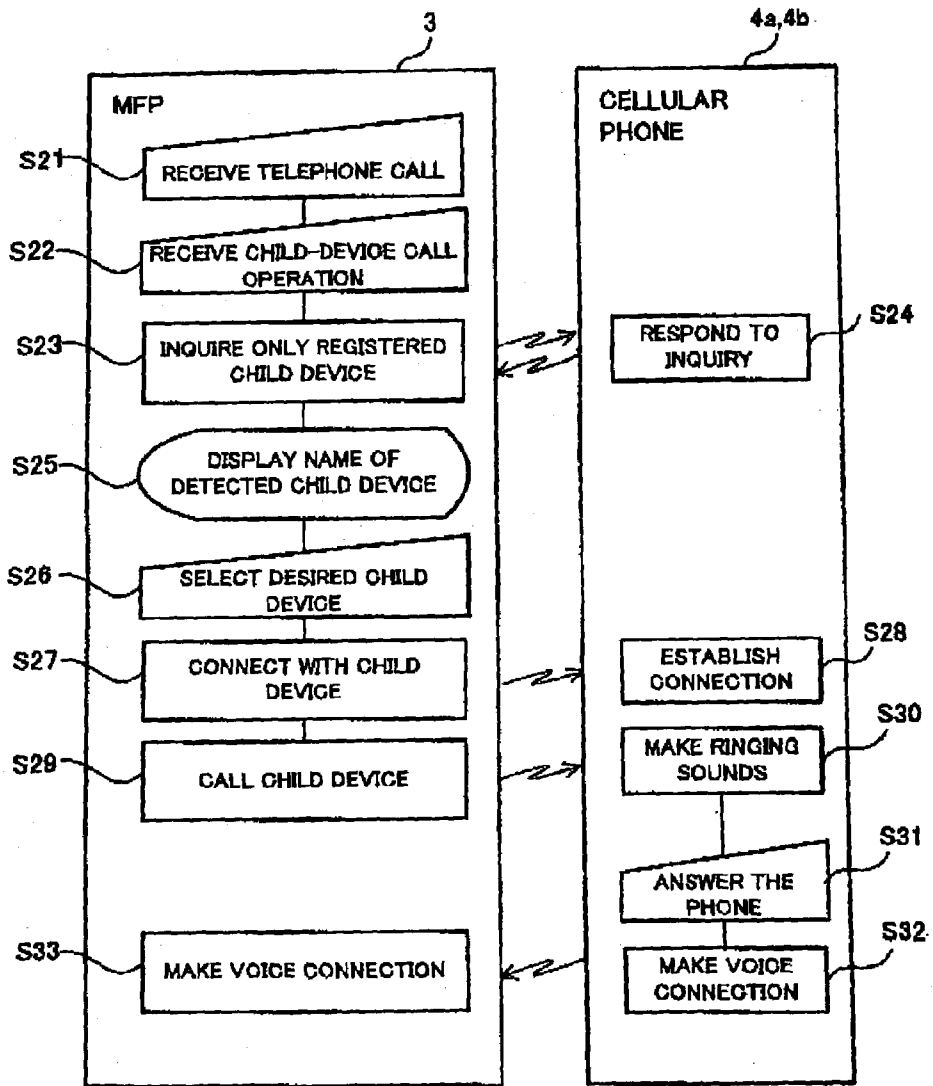 3
4a,4b
MFP
CELLULAR
PHONE
S21
RECEIVE TELEPHONE CALL
S22
RECEIVE CHILD-DEVICE CALL
OPERATION
S23
INQUIRE ONLY REGISTERED
CHILD DEVICE
S24
RESPOND TO
INQUIRY
S25
DISPLAY NAME OF
DETECTED CHILD DEVICE
S26
SELECT DESIRED CHILD
DEVICE
S27
CONNECT WITH CHILD
DEVICE
S28
ESTABLISH
CONNECTION
S29
CALL CHILD DEVICE
S30
MAKE RINGING
SOUNDS
S31
ANSWER THE
PHONE
S32
MAKE VOICE
CONNECTION
S33
MAKE VOICE CONNECTION